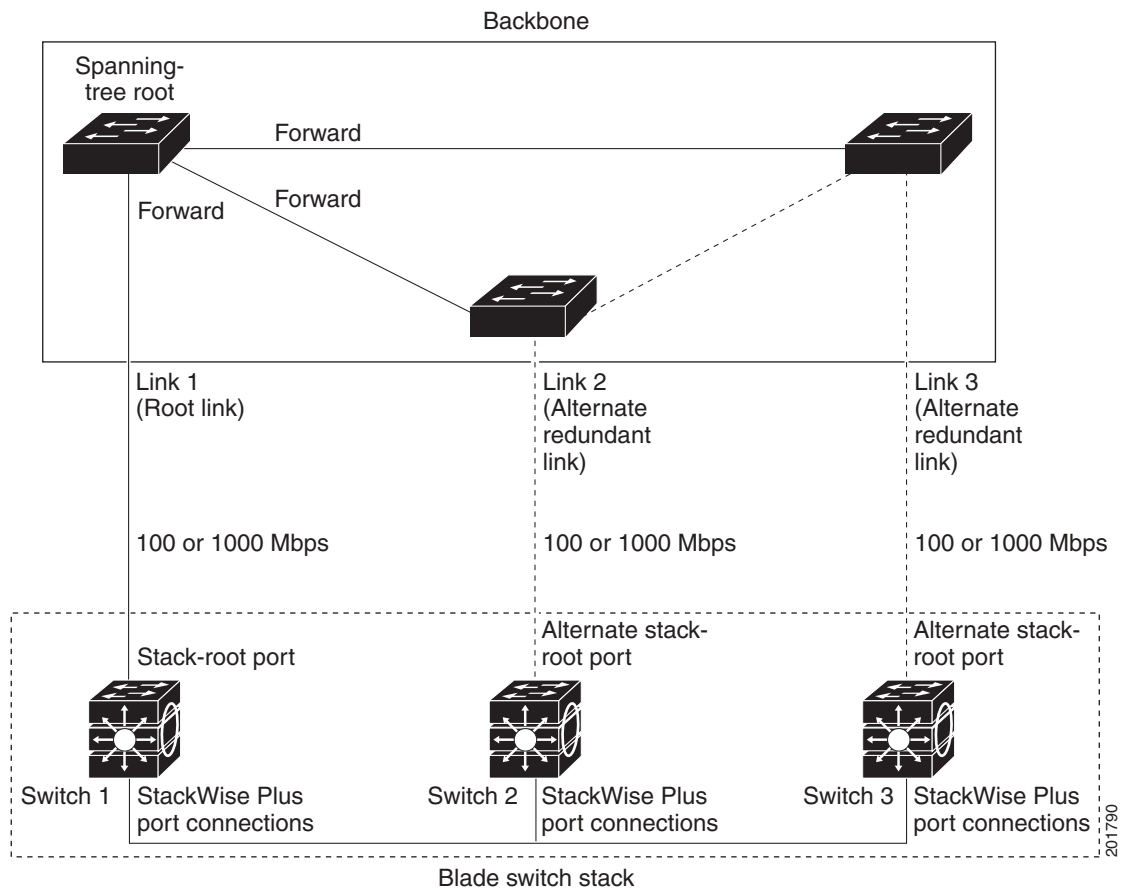 Backbone
Spanning-
tree root
Forward
Forward
Forward
Link 1
(Root link)
Link 2
(Alternate
redundant
link)
Link 3
(Alternate
redundant
link)
100 or 1000 Mbps
100 or 1000 Mbps
100 or 1000 Mbps
Stack-root port
Alternate stack-
root port
Alternate stack-
root port
Switch 1
StackWise Plus
port connections
Switch 2
StackWise Plus
port connections
Switch 3
StackWise Plus
port connections
201790
Blade switch stack